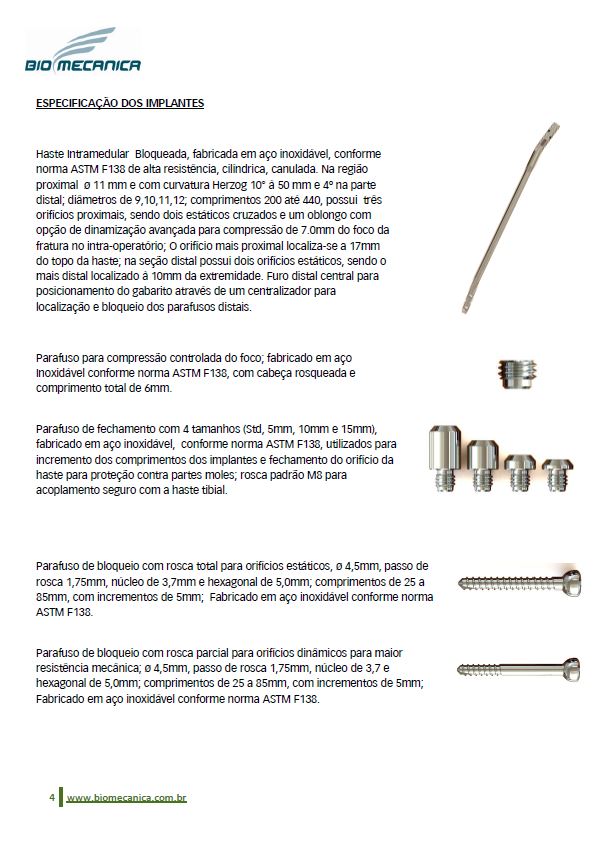 BIO MECANICA
ESPECIFICAÇÃO DOS IMPLANTES
Haste Intramedular Bloqueada, fabricada em aço inoxidável, conforme
norma ASTM F138 de alta resistência, cilíndrica, canulada. Na região
proximal ø 11 mm e com curvatura Herzog 10° á 50 mm e 4º na parte
distal; diâmetros de 9,10,11,12; comprimentos 200 até 440, possui três
orifícios proximais, sendo dois estáticos cruzados e um oblongo com
opção de dinamização avançada para compressão de 7.0mm do foco da
fratura no intra-operatório; O orifício mais proximal localiza-se a 17mm
do topo da haste; na seção distal possui dois orifícios estáticos, sendo o
mais distal localizado à 10mm da extremidade. Furo distal central para
posicionamento do gabarito através de um centralizador para
localização e bloqueio dos parafusos distais.
Parafuso para compressão controlada do foco; fabricado em aço
Inoxidável conforme norma ASTM F138, com cabeça rosqueada e
comprimento total de 6mm.
Parafuso de fechamento com 4 tamanhos (Std, 5mm, 10mm e 15mm),
fabricado em aço inoxidável, conforme norma ASTM F138, utilizados para
incremento dos comprimentos dos implantes e fechamento do orifício da
haste para proteção contra partes moles; rosca padrão M8 para
acoplamento seguro com a haste tibial.
Parafuso de bloqueio com rosca total para orifícios estáticos, ø 4,5mm, passo de
rosca 1,75mm, núcleo de 3,7mm e hexagonal de 5,0mm; comprimentos de 25 a
85mm, com incrementos de 5mm; Fabricado em aço inoxidável conforme norma
ASTM F138.
Parafuso de bloqueio com rosca parcial para orifícios dinâmicos para maior
resistência mecânica; ø 4,5mm, passo de rosca 1,75mm, núcleo de 3,7 e
hexagonal de 5,0mm; comprimentos de 25 a 85mm, com incrementos de 5mm;
Fabricado em aço inoxidável conforme norma ASTM F138.
4 www.biomecanica.com.br